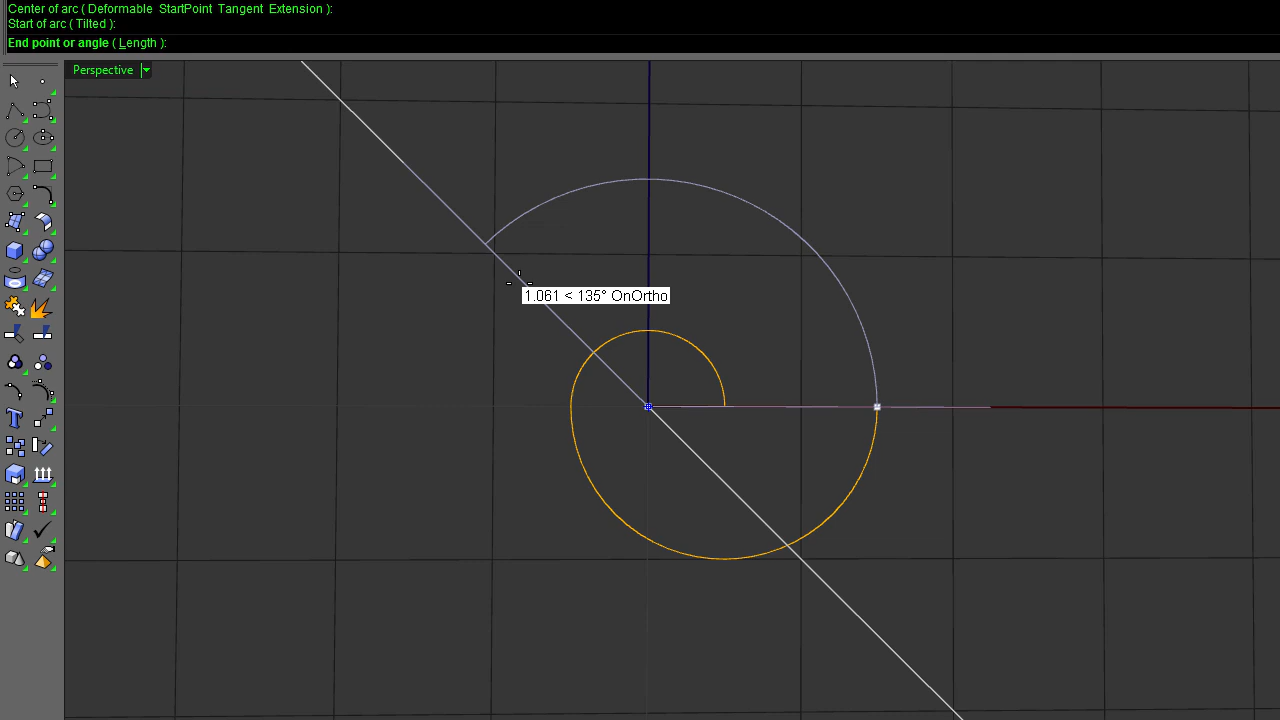 Center of arc ( Deformable  StartPoint  Tangent  Extension ):
Start of arc ( Tilted ):
End point or angle ( Length ):
Perspective
1.061 < 135° OnOrtho